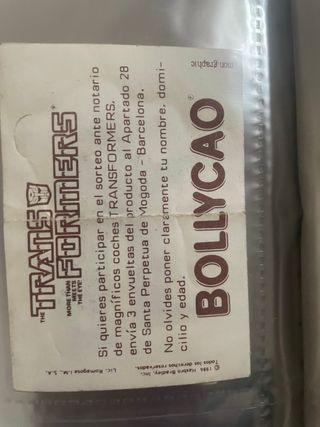 THE
TRANS
FORMERS®
MORE THAN
MEETS
THE EYE!
Si quieres participar en el sorteo ante notario
de magníficos coches TRANSFORMERS.
envía 3 envueltas del producto al Apartado 28
de Santa Perpetua de Mogoda - Barcelona.
No olvides poner claramente tu nombre, domi-
cilio y edad.
BOLLYCAO
mon graphic
© 1986 Hasbro Bradley, Inc.
Todos los derechos reservados.
Lic. Romagosa I.M., S.A.